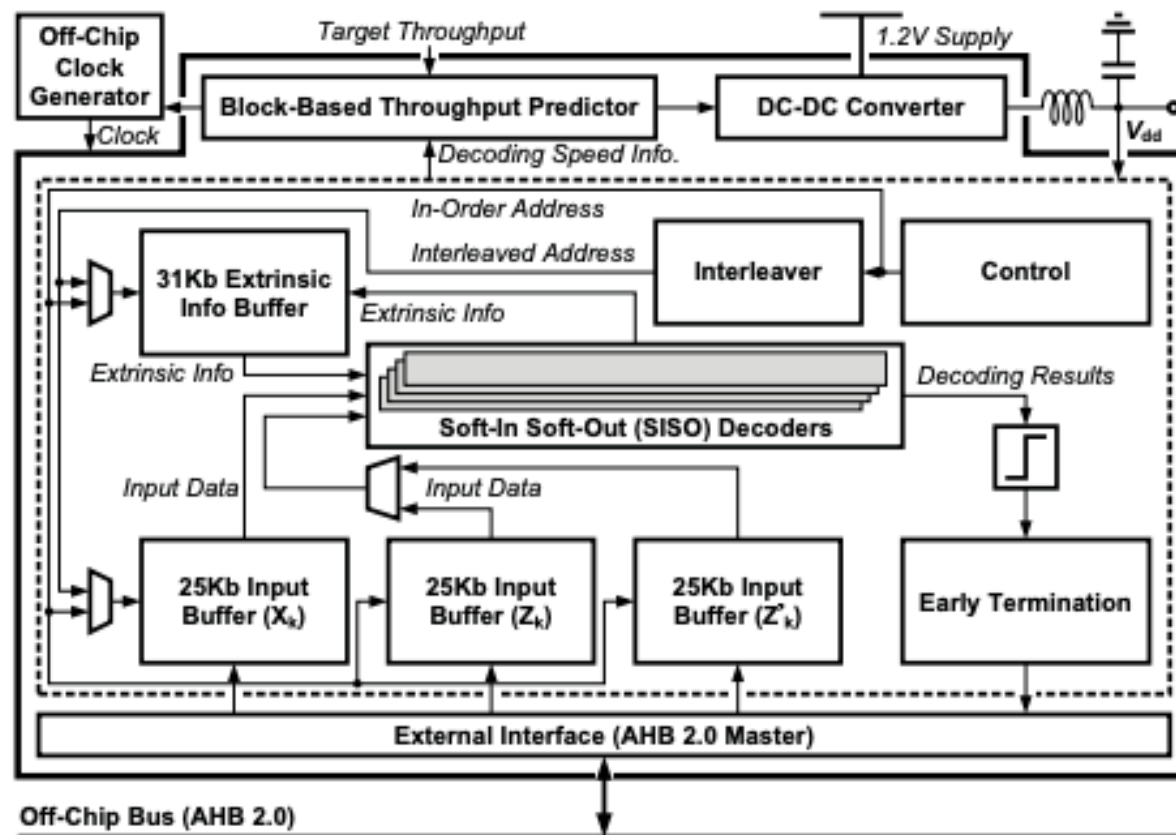 Off-Chip
Clock
Generator
Target Throughput
1.2V Supply
Block-Based Throughput Predictor
DC-DC Converter
Clock
Decoding Speed Info.
Vdd
In-Order Address
Interleaved Address
31Kb Extrinsic
Info Buffer
Interleaver
Control
Extrinsic Info
Extrinsic Info
Decoding Results
Soft-In Soft-Out (SISO) Decoders
Input Data
Input Data
25Kb Input
Buffer (Xk)
25Kb Input
Buffer (Zk)
25Kb Input
Buffer (Z'k)
Early Termination
External Interface (AHB 2.0 Master)
Off-Chip Bus (AHB 2.0)